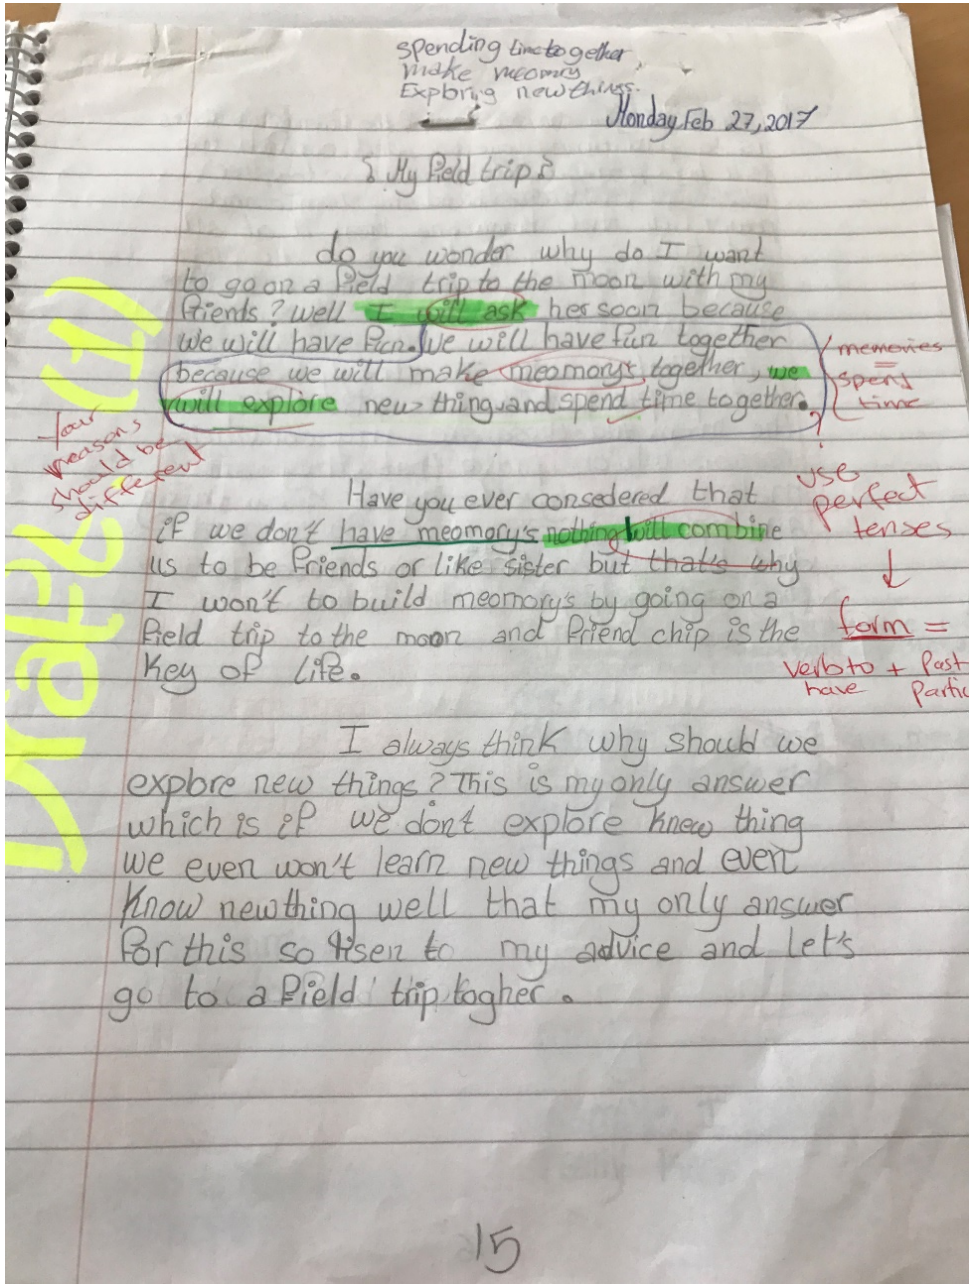 spending time together,
make meomry
Exploring new things.
Monday, Feb 27, 2017
My field trip
do you wonder why do I want
to go on a field trip to the moon with my
friends? well I will ask her soon because
we will have fun. We will have fun together
because we will make meomory's together, we
will explore new thing and spend time together.
memories
=
spend
time
?
your
reasons
should be
different
Draft (1)
Have you ever consedered that
if we don't have meomory's nothing will combine
us to be friends or like sister but that's why
I won't to build meomory's by going on a
field trip to the moon and friend chip is the
key of life.
use
perfect
tenses
↓
form =
verb to + Past
have Partic
I always think why should we
explore new things? This is my only answer
which is if we don't explore knew thing
we even won't learn new things and even
know new thing well that my only answer
for this so lisen to my advice and let's
go to a field trip togher.
15